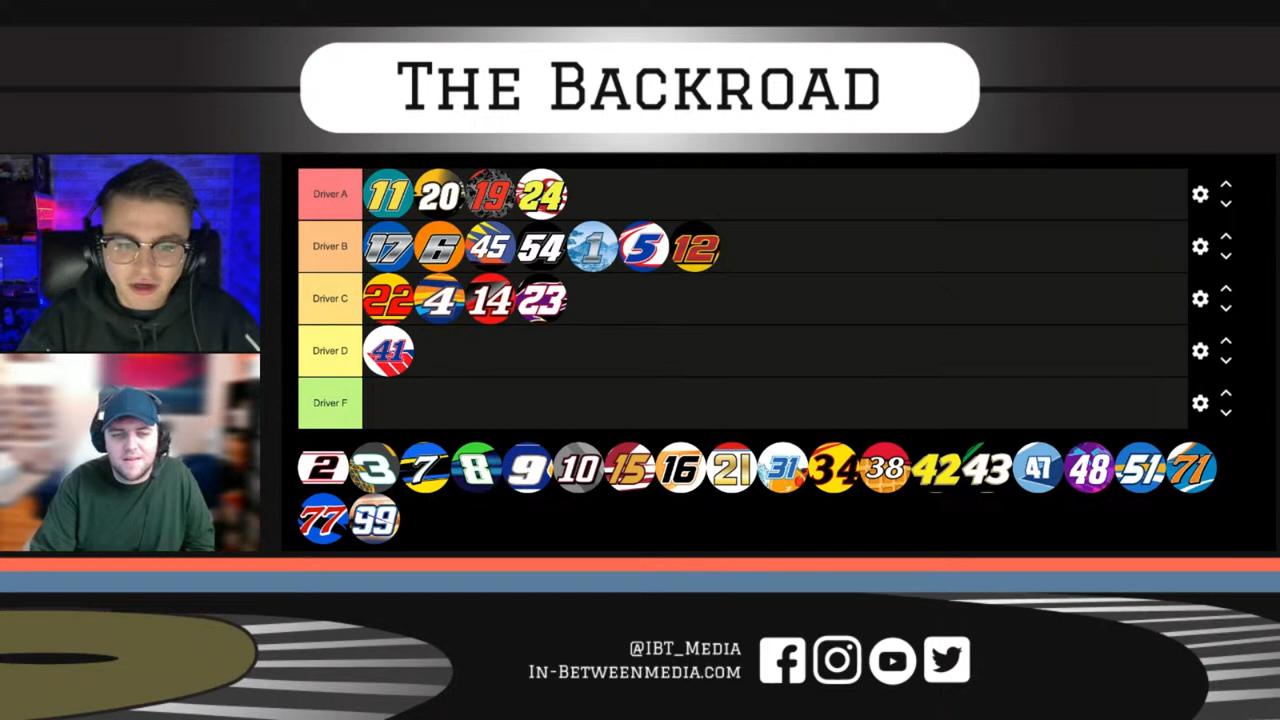 The Backroad
Driver A 11 20 19 24
Driver B 17 6 45 54 1 5 12
Driver C 22 4 14 23
Driver D 41
Driver F
2 3 7 8 9 10 15 16 21 31 34 38 42 43 47 48 51 71
77 99
@IBT_Media
In-Betweenmedia.com